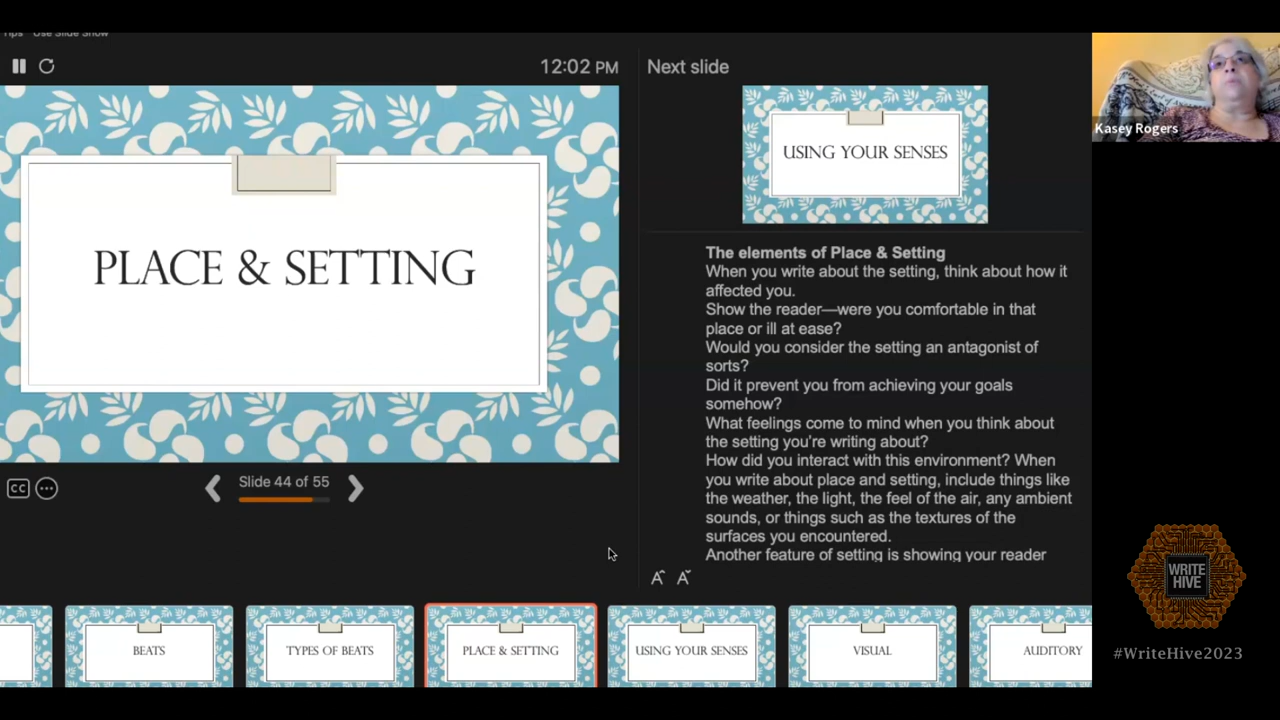 Tips Use Slide Show
12:02 PM
Next slide
PLACE & SETTING
USING YOUR SENSES
Kasey Rogers
The elements of Place & Setting
When you write about the setting, think about how it
affected you.
Show the reader—were you comfortable in that
place or ill at ease?
Would you consider the setting an antagonist of
sorts?
Did it prevent you from achieving your goals
somehow?
What feelings come to mind when you think about
the setting you're writing about?
How did you interact with this environment? When
you write about place and setting, include things like
the weather, the light, the feel of the air, any ambient
sounds, or things such as the textures of the
surfaces you encountered.
Another feature of setting is showing your reader
CC
Slide 44 of 55
A A
BEATS
TYPES OF BEATS
PLACE & SETTING
USING YOUR SENSES
VISUAL
AUDITORY
WRITE
HIVE
#WriteHive2023